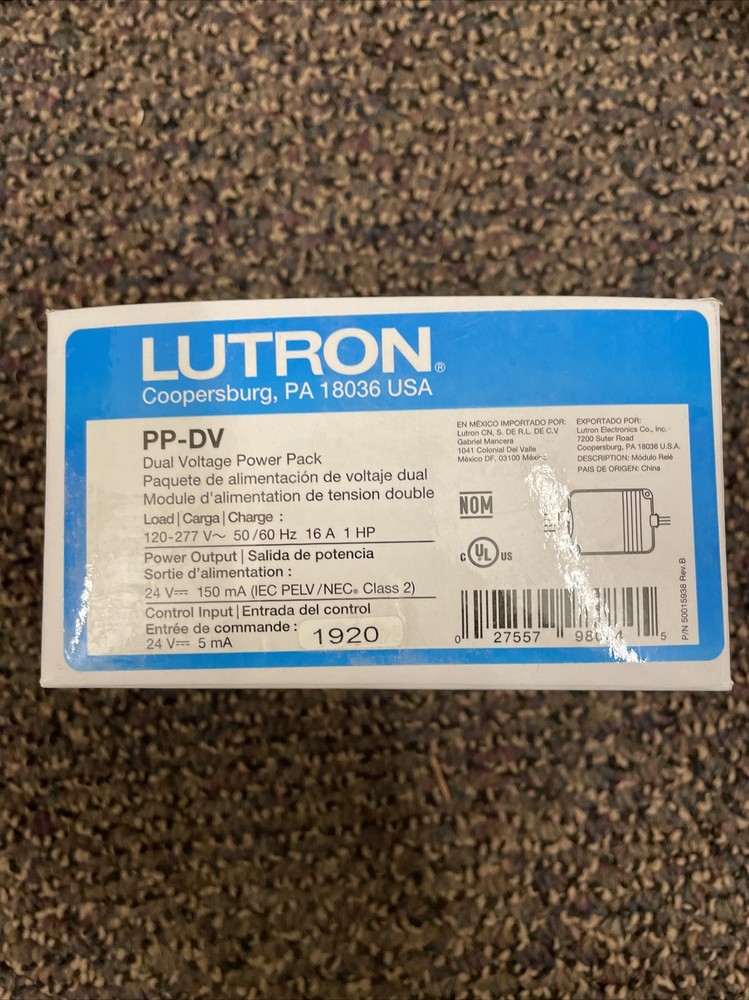 LUTRON®
Coopersburg, PA 18036 USA
PP-DV
Dual Voltage Power Pack
Paquete de alimentación de voltaje dual
Module d'alimentation de tension double
Load | Carga | Charge :
120-277 V～ 50/60 Hz 16 A 1 HP
Power Output | Salida de potencia
Sortie d'alimentation :
24 V⎓ 150 mA (IEC PELV/NEC® Class 2)
Control Input | Entrada del control
Entrée de commande :
24 V⎓ 5 mA
1920
EN MÉXICO IMPORTADO POR:
Lutron CN, S. DE R.L. DE C.V
Gabriel Mancera
1041 Colonial Del Valle
México DF, 03100
EXPORTADO POR:
Lutron Electronics Co., Inc.
7200 Suter Road
Coopersburg, PA 18036 U.S.A.
DESCRIPTION: Módulo Relé
PAIS DE ORIGEN: China
NOM
C UL US
0 27557 5
P/N 50015938 Rev.B